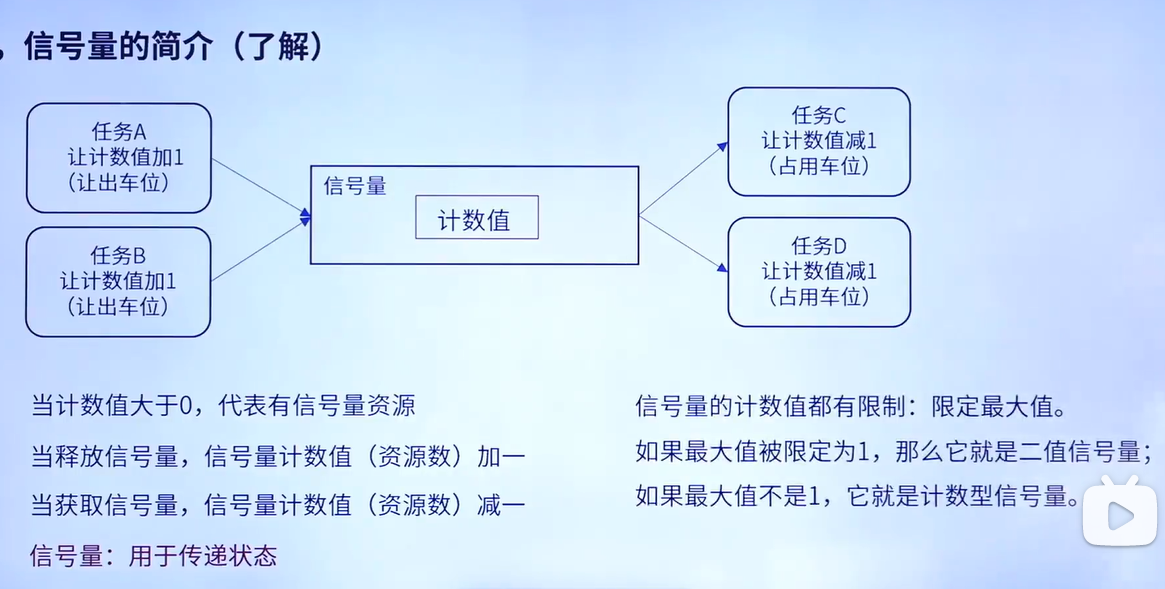 ，信号量的简介（了解）
任务A
让计数值加1
（让出车位）
任务B
让计数值加1
（让出车位）
信号量
计数值
任务C
让计数值减1
（占用车位）
任务D
让计数值减1
（占用车位）
当计数值大于0，代表有信号量资源
当释放信号量，信号量计数值（资源数）加一
当获取信号量，信号量计数值（资源数）减一
信号量：用于传递状态
信号量的计数值都有限制：限定最大值。
如果最大值被限定为1，那么它就是二值信号量；
如果最大值不是1，它就是计数型信号量。